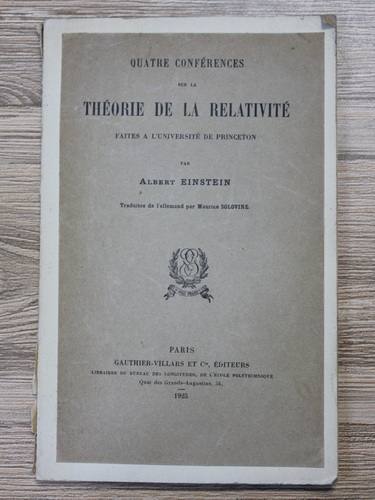 QUATRE CONFÉRENCES
SUR LA
THÉORIE DE LA RELATIVITÉ
FAITES A L'UNIVERSITÉ DE PRINCETON
PAR
ALBERT EINSTEIN
Traduites de l'allemand par Maurice SOLOVINE.
PARIS
GAUTHIER-VILLARS ET Cie, ÉDITEURS
LIBRAIRES DU BUREAU DES LONGITUDES, DE L'ÉCOLE POLYTECHNIQUE
Quai des Grands-Augustins, 55.
1925